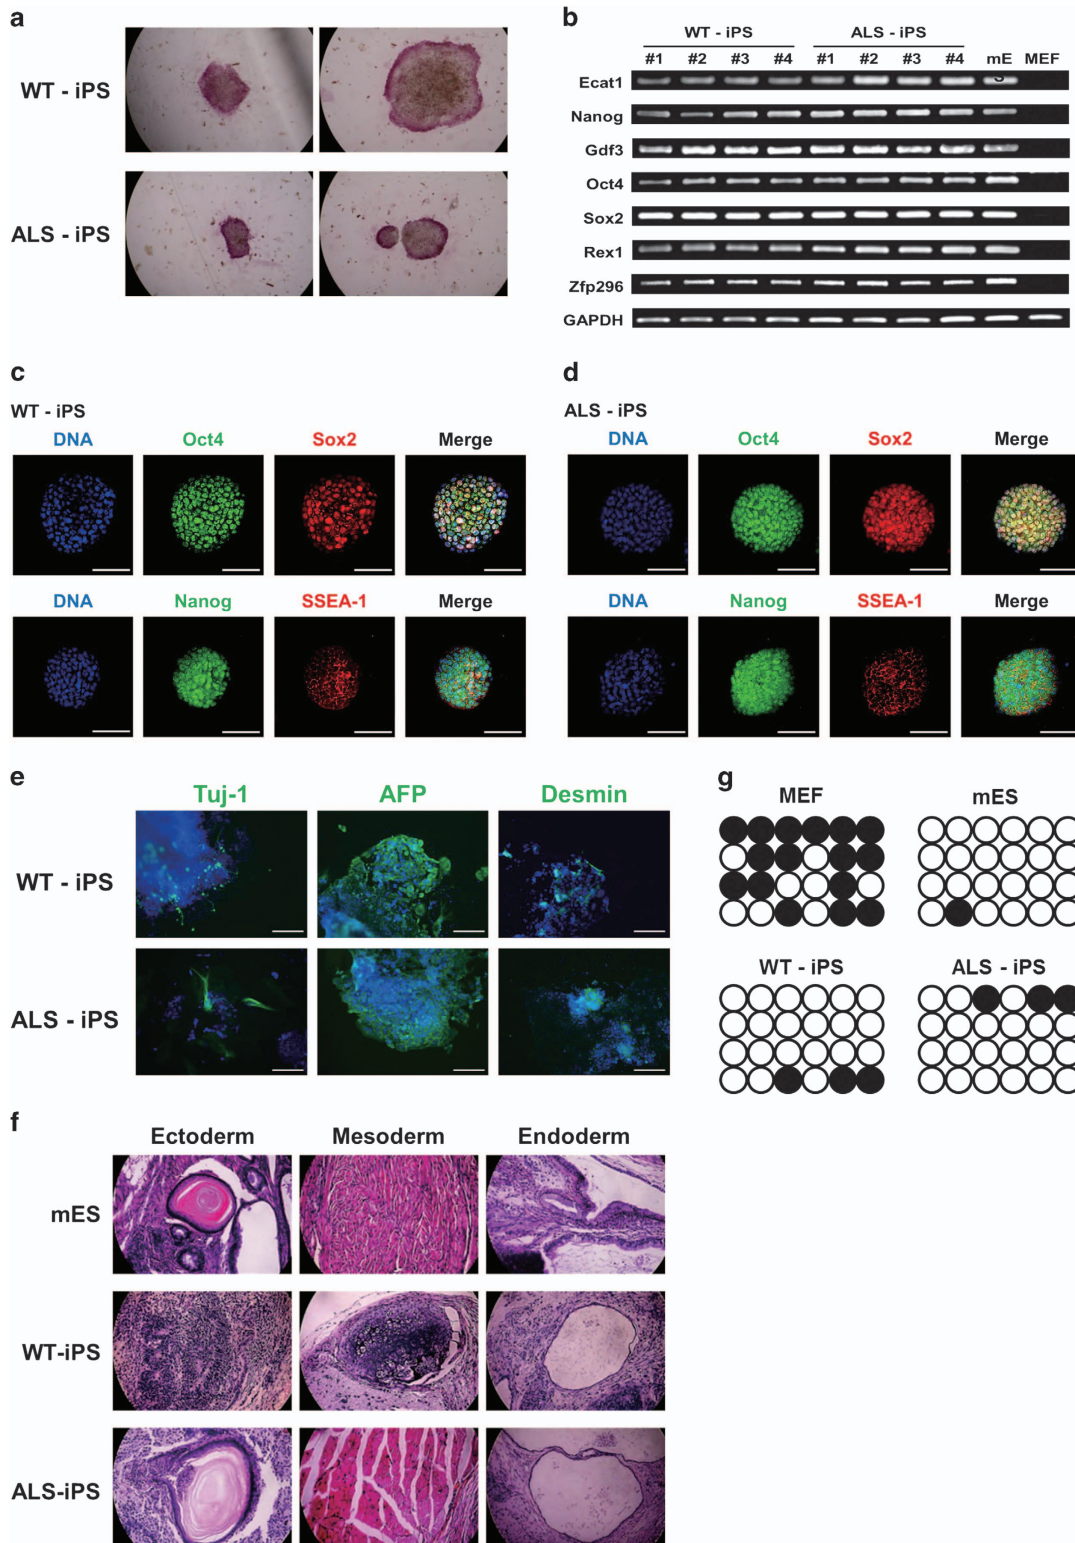 a
WT - iPS
ALS - iPS
b
WT - iPS ALS - iPS
#1 #2 #3 #4 #1 #2 #3 #4 mE MEF
S
Ecat1
Nanog
Gdf3
Oct4
Sox2
Rex1
Zfp296
GAPDH
c
WT - iPS
DNA Oct4 Sox2 Merge
DNA Nanog SSEA-1 Merge
d
ALS - iPS
DNA Oct4 Sox2 Merge
DNA Nanog SSEA-1 Merge
e
Tuj-1 AFP Desmin
WT - iPS
ALS - iPS
g
MEF mES
WT - iPS ALS - iPS
f
Ectoderm Mesoderm Endoderm
mES
WT-iPS
ALS-iPS